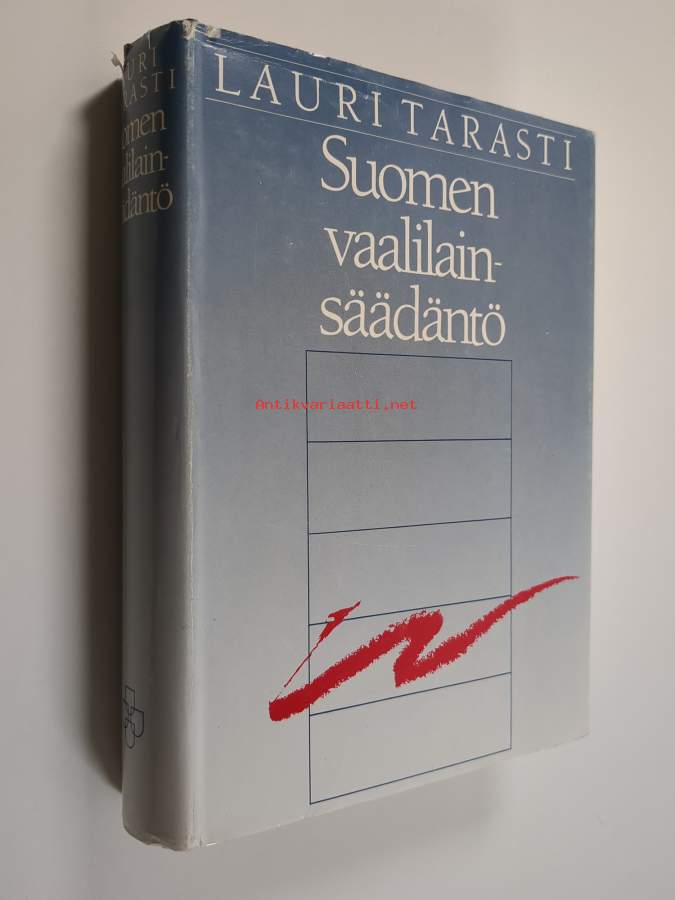 LAURI TARASTI
Suomen
vaalilain-
säädäntö
Antikvariaatti.net